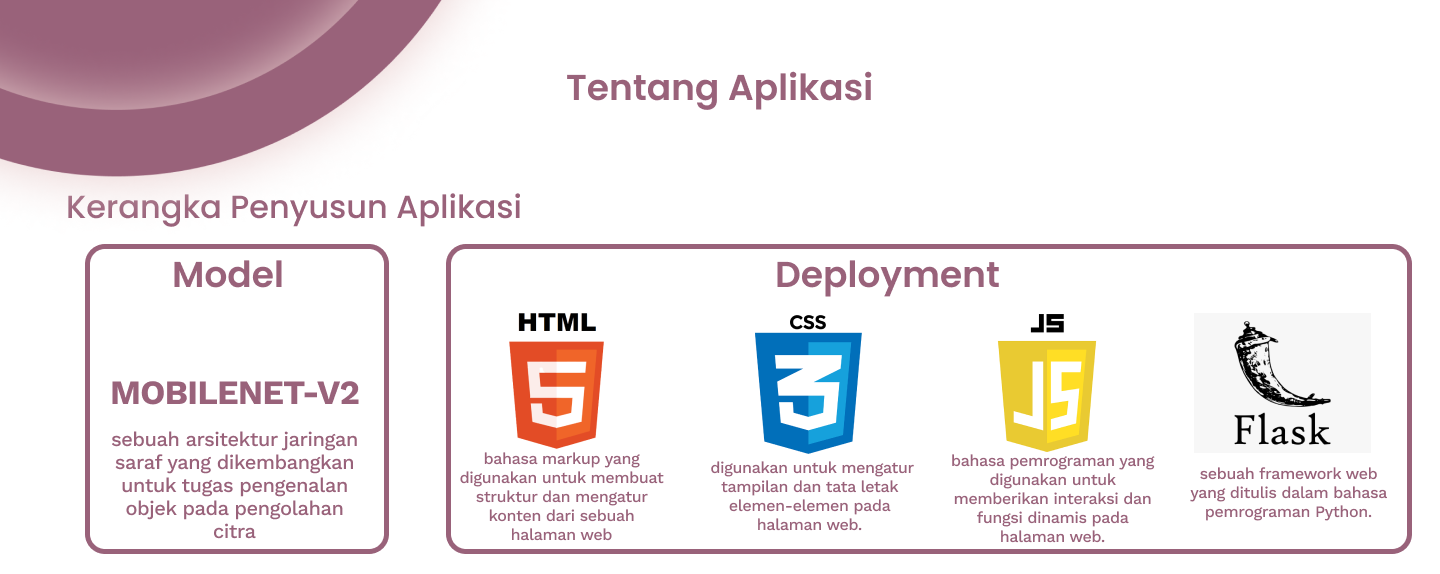 Tentang Aplikasi
Kerangka Penyusun Aplikasi
Model
MOBILENET-V2
sebuah arsitektur jaringan
saraf yang dikembangkan
untuk tugas pengenalan
objek pada pengolahan
citra
Deployment
HTML
5
bahasa markup yang
digunakan untuk membuat
struktur dan mengatur
konten dari sebuah
halaman web
CSS
3
digunakan untuk mengatur
tampilan dan tata letak
elemen-elemen pada
halaman web.
JS
JS
bahasa pemrograman yang
digunakan untuk
memberikan interaksi dan
fungsi dinamis pada
halaman web.
Flask
sebuah framework web
yang ditulis dalam bahasa
pemrograman Python.